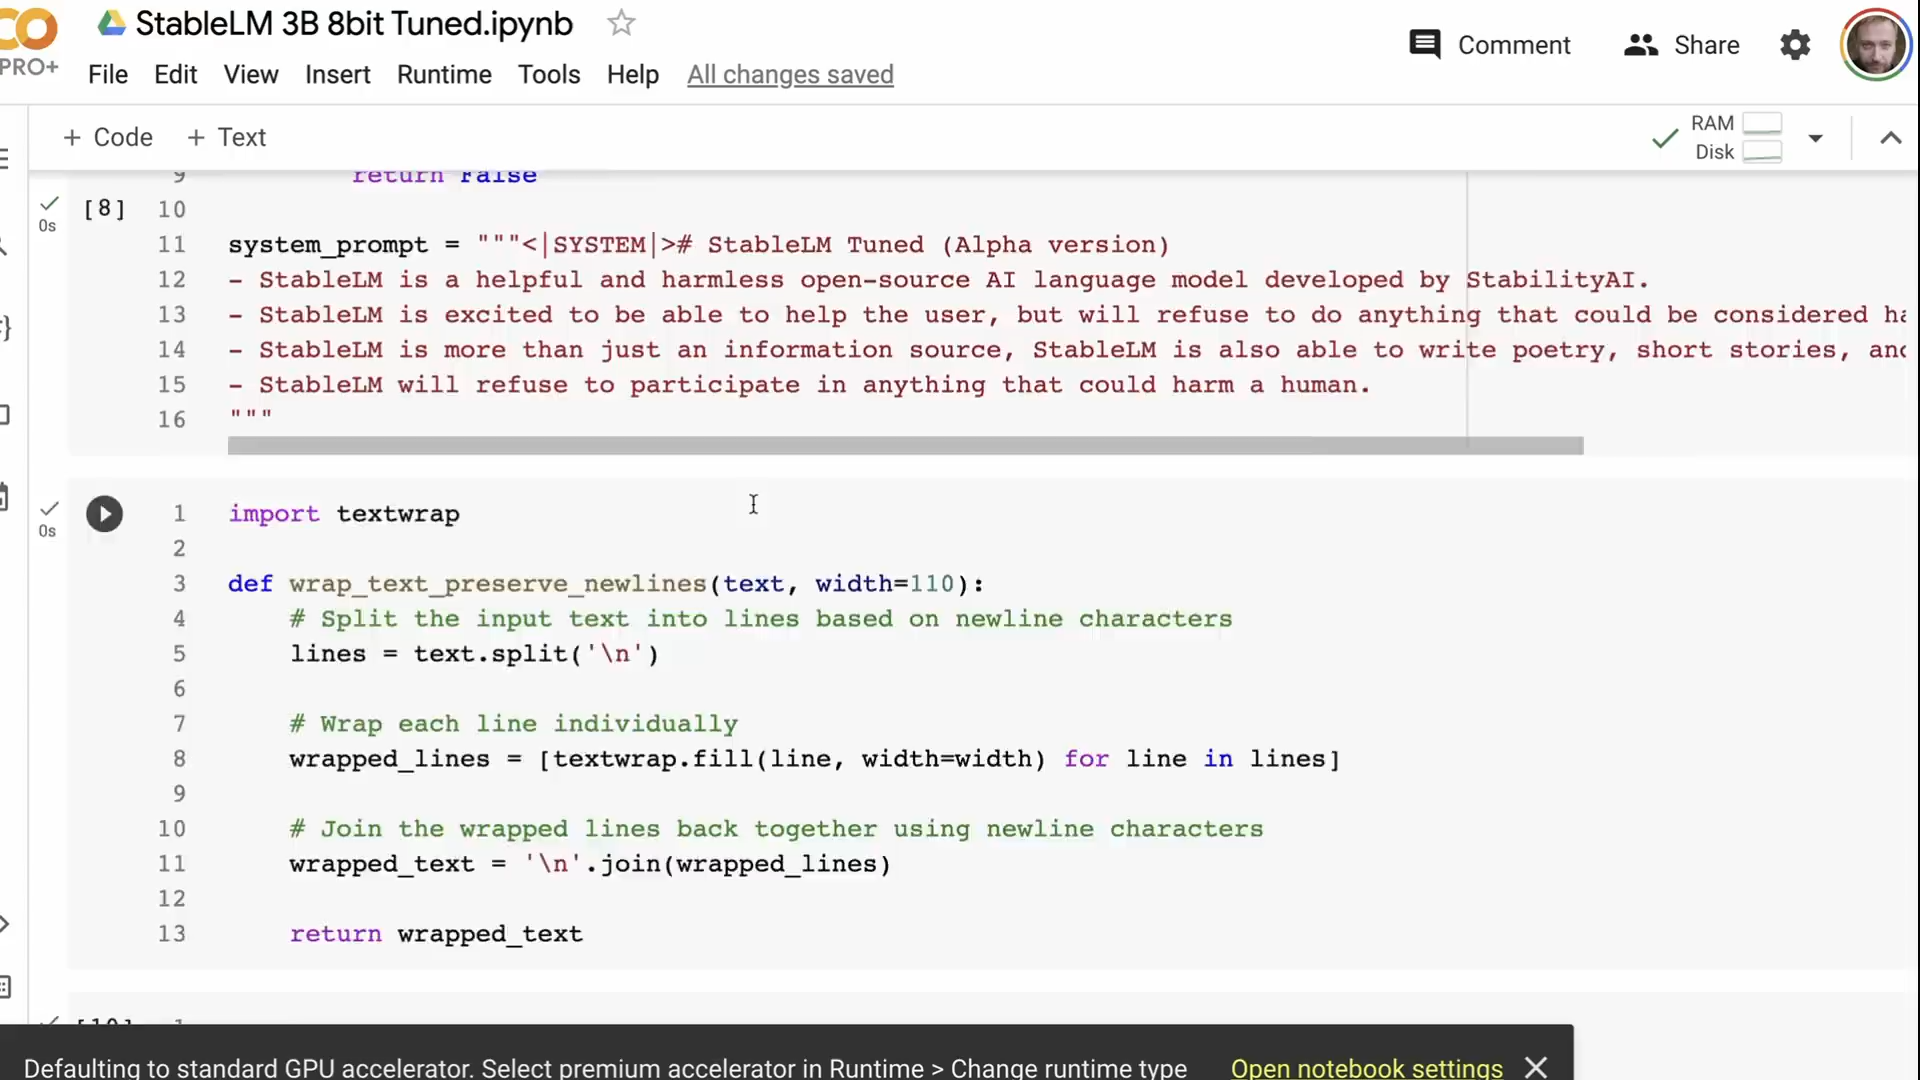 StableLM 3B 8bit Tuned.ipynb
Comment
Share
PRO+
File Edit View Insert Runtime Tools Help All changes saved
+ Code + Text
RAM
Disk
9 return False
[8] 10
0s
11 system_prompt = """<|SYSTEM|># StableLM Tuned (Alpha version)
12 - StableLM is a helpful and harmless open-source AI language model developed by StabilityAI.
13 - StableLM is excited to be able to help the user, but will refuse to do anything that could be considered ha
14 - StableLM is more than just an information source, StableLM is also able to write poetry, short stories, and
15 - StableLM will refuse to participate in anything that could harm a human.
16 """
0s
1 import textwrap
2
3 def wrap_text_preserve_newlines(text, width=110):
4 # Split the input text into lines based on newline characters
5 lines = text.split('\n')
6
7 # Wrap each line individually
8 wrapped_lines = [textwrap.fill(line, width=width) for line in lines]
9
10 # Join the wrapped lines back together using newline characters
11 wrapped_text = '\n'.join(wrapped_lines)
12
13 return wrapped_text
[10] 1
Defaulting to standard GPU accelerator. Select premium accelerator in Runtime > Change runtime type Open notebook settings